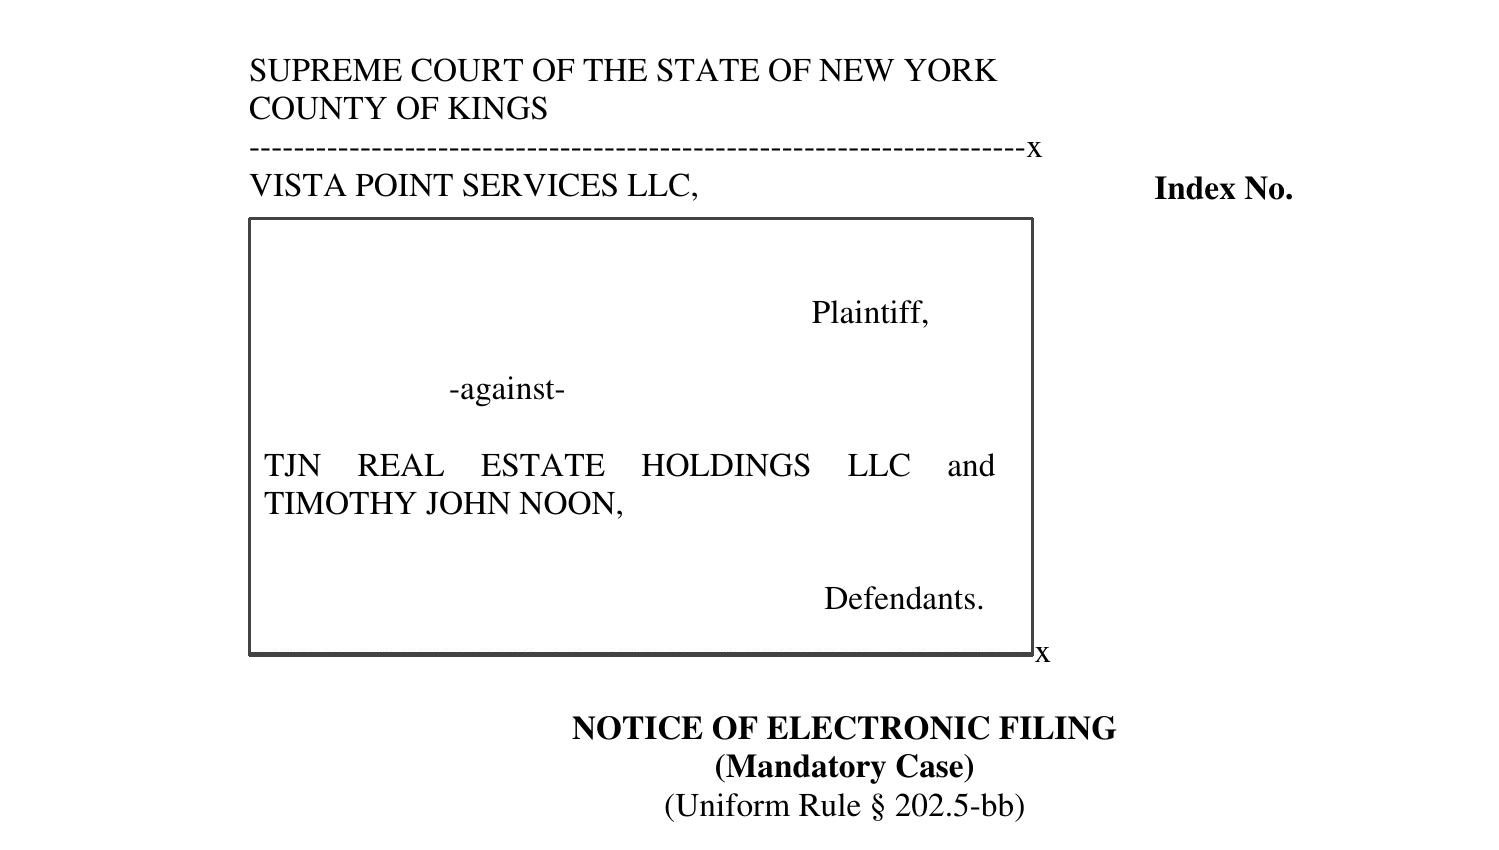 SUPREME COURT OF THE STATE OF NEW YORK
COUNTY OF KINGS
----------------------------------------------------------------------x
VISTA POINT SERVICES LLC,
Index No.
Plaintiff,
-against-
TJN REAL ESTATE HOLDINGS LLC and
TIMOTHY JOHN NOON,
Defendants.
x
NOTICE OF ELECTRONIC FILING
(Mandatory Case)
(Uniform Rule § 202.5-bb)